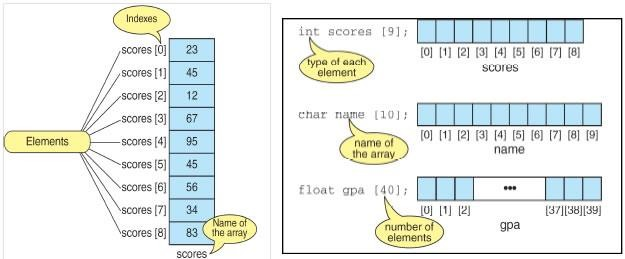 Indexes
scores [0] 23
scores [1] 45
scores [2] 12
scores [3] 67
scores [4] 95
scores [5] 45
scores [6] 56
scores [7] 34
scores [8] 83
Elements
Name of
the array
scores
int scores [9];
[0] [1] [2] [3] [4] [5] [6] [7] [8]
scores
type of each
element
char name [10];
[0] [1] [2] [3] [4] [5] [6] [7] [8] [9]
name
name of
the array
float gpa [40];
•••
[0] [1] [2] [37] [38] [39]
gpa
number of
elements